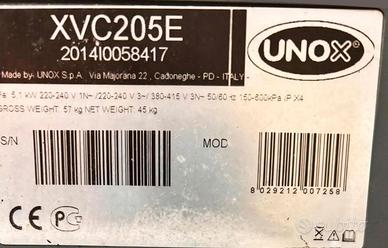 XVC205E
2014I0058417
UNOX
Made by: UNOX S.p.A., Via Majorana 22, Cadoneghe - PD - ITALY -
5,1 kW 220-240 V 1N~ /220-240 V 3~/ 380-415 V 3N~ 50/60 Hz 150-600kPa IPX4
GROSS WEIGHT: 57 kg NET WEIGHT: 45 kg
S/N
MOD
8 029212 007258
CE